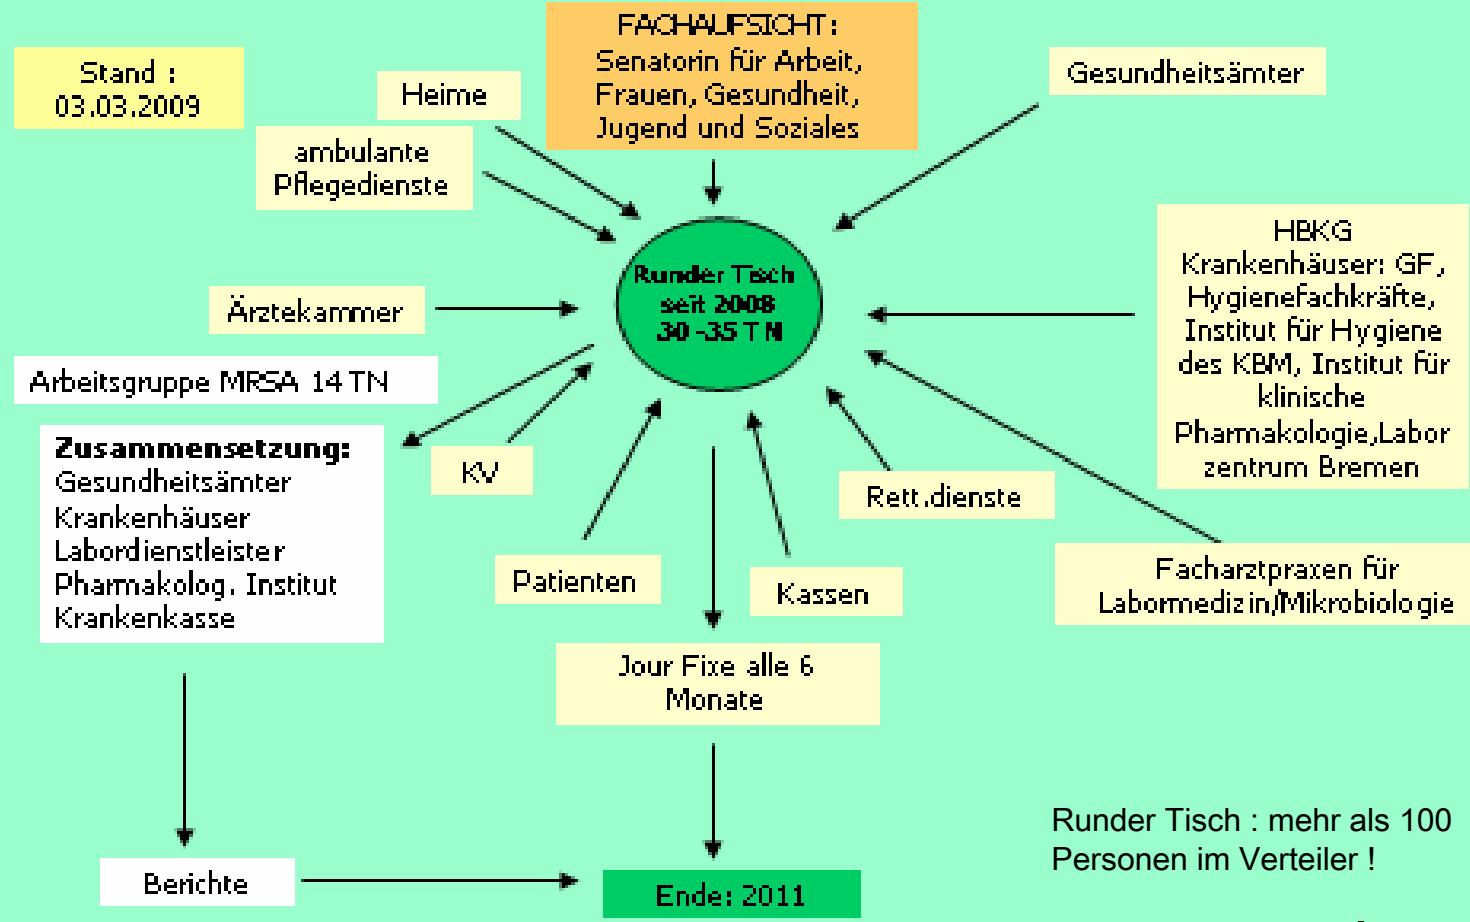 FACHAUFSICHT:
Senatorin für Arbeit,
Frauen, Gesundheit,
Jugend und Soziales
Stand :
03.03.2009
Heime
Gesundheitsämter
ambulante
Pflegedienste
HBKG
Krankenhäuser: GF,
Hygienefachkräfte,
Institut für Hygiene
des KBM, Institut für
klinische
Pharmakologie,Labor
zentrum Bremen
Runder Tisch
seit 2008
30 -35 TN
Ärztekammer
Arbeitsgruppe MRSA 14 TN
Zusammensetzung:
Gesundheitsämter
Krankenhäuser
Labordienstleister
Pharmakolog. Institut
Krankenkasse
KV
Rett.dienste
Patienten
Kassen
Facharztpraxen für
Labormedizin/Mikrobiologie
Jour Fixe alle 6
Monate
Runder Tisch : mehr als 100
Personen im Verteiler !
Berichte
Ende: 2011